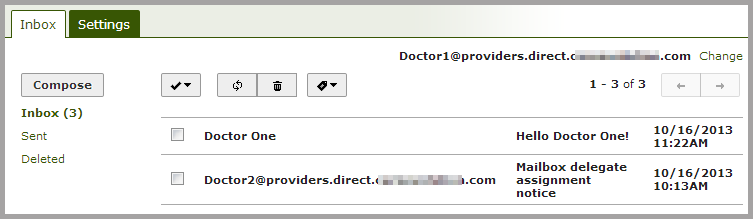 Inbox Settings
Doctor1@providers.direct. .com Change
Compose 1 - 3 of 3
Inbox (3)
Sent
Deleted
Doctor One Hello Doctor One! 10/16/2013
11:22AM
Doctor2@providers.direct. .com Mailbox delegate
assignment
notice 10/16/2013
10:13AM